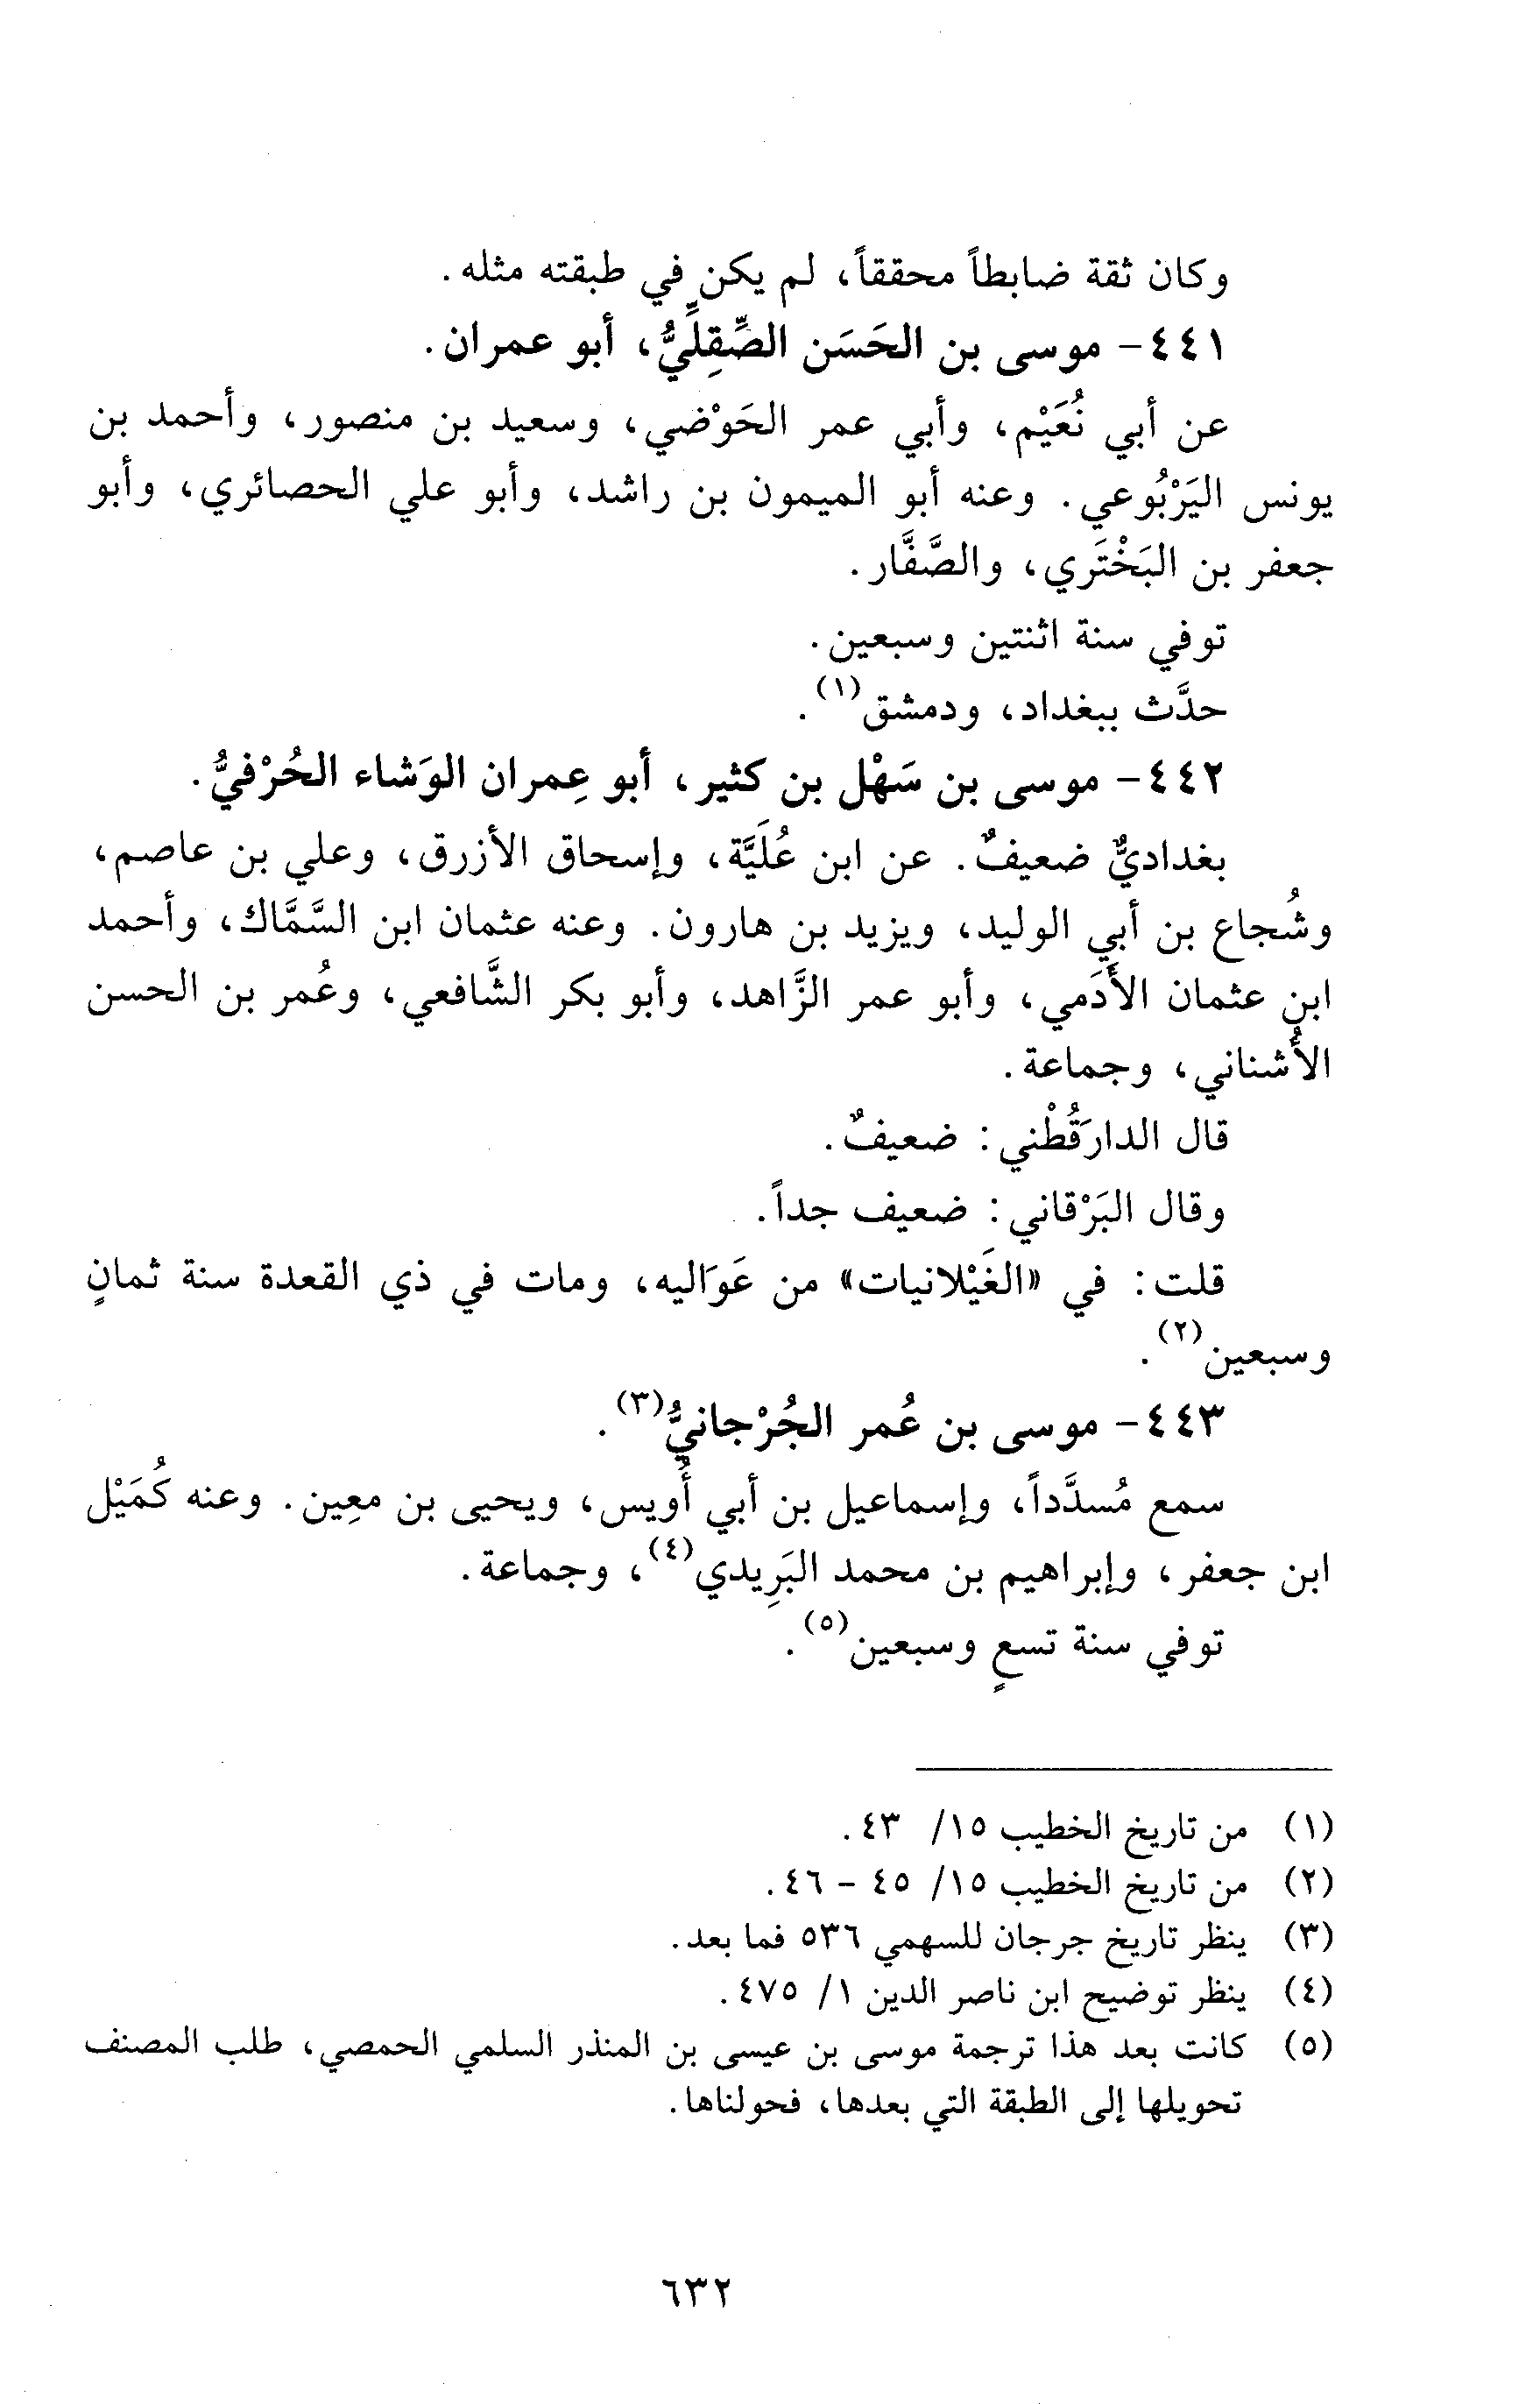 وكان ثقة ضابطاً محققاً، لم يكن في طبقته مثله.
٤٤١- موسى بن الحَسَن الصِّقِلِّيُّ، أبو عمران.
عن أبي نُعَيْم، وأبي عمر الحَوْضي، وسعيد بن منصور، وأحمد بن
يونس اليَرْبُوعي. وعنه أبو الميمون بن راشد، وأبو علي الحصائري، وأبو
جعفر بن البَخْتَري، والصَّفَّار.
توفي سنة اثنتين وسبعين.
حدَّث ببغداد، ودمشق(١).
٤٤٢- موسى بن سَهْل بن كثير، أبو عِمران الوَشاء الحُرْفيُّ.
بغداديٌّ ضعيفٌ. عن ابن عُلَيَّة، وإسحاق الأزرق، وعلي بن عاصم،
وشُجاع بن أبي الوليد، ويزيد بن هارون. وعنه عثمان ابن السَّمَّاك، وأحمد
ابن عثمان الأَدَمي، وأبو عمر الزَّاهد، وأبو بكر الشَّافعي، وعُمر بن الحسن
الأُشناني، وجماعة.
قال الدارَقُطْني: ضعيفٌ.
وقال البَرْقاني: ضعيف جداً.
قلت: في «الغَيْلانيات» من عَوَاليه، ومات في ذي القعدة سنة ثمانٍ
وسبعين(٢).
٤٤٣- موسى بن عُمر الجُرْجانيُّ(٣).
سمع مُسدَّداً، وإسماعيل بن أبي أُويس، ويحيى بن معِين. وعنه كُمَيْل
ابن جعفر، وإبراهيم بن محمد البَرِيدي(٤)، وجماعة.
توفي سنة تسعٍ وسبعين(٥).
(١) من تاريخ الخطيب ١٥/ ٤٣.
(٢) من تاريخ الخطيب ١٥/ ٤٥ - ٤٦.
(٣) ينظر تاريخ جرجان للسهمي ٥٣٦ فما بعد.
(٤) ينظر توضيح ابن ناصر الدين ١/ ٤٧٥.
(٥) كانت بعد هذا ترجمة موسى بن عيسى بن المنذر السلمي الحمصي، طلب المصنف
تحويلها إلى الطبقة التي بعدها، فحولناها.
٦٣٢